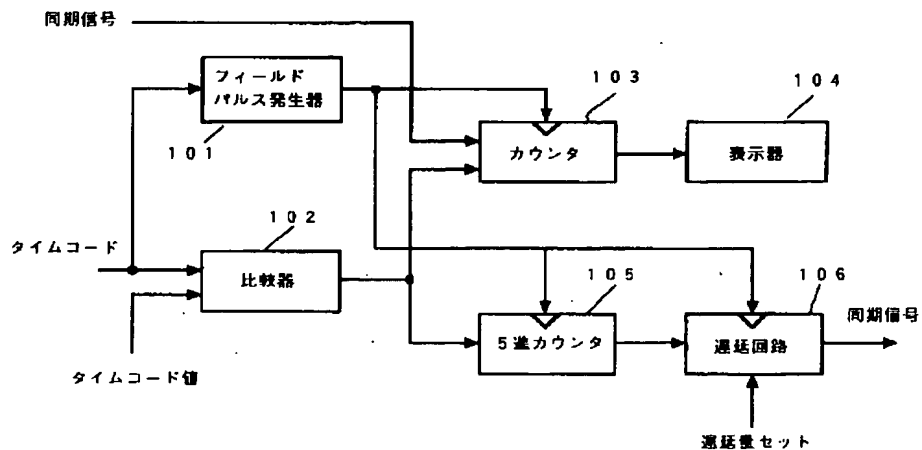 同期信号
フィールド
パルス発生器
101
103
カウンタ
104
表示器
タイムコード
102
比較器
タイムコード値
105
5進カウンタ
106
遅延回路
同期信号
遅延量セット